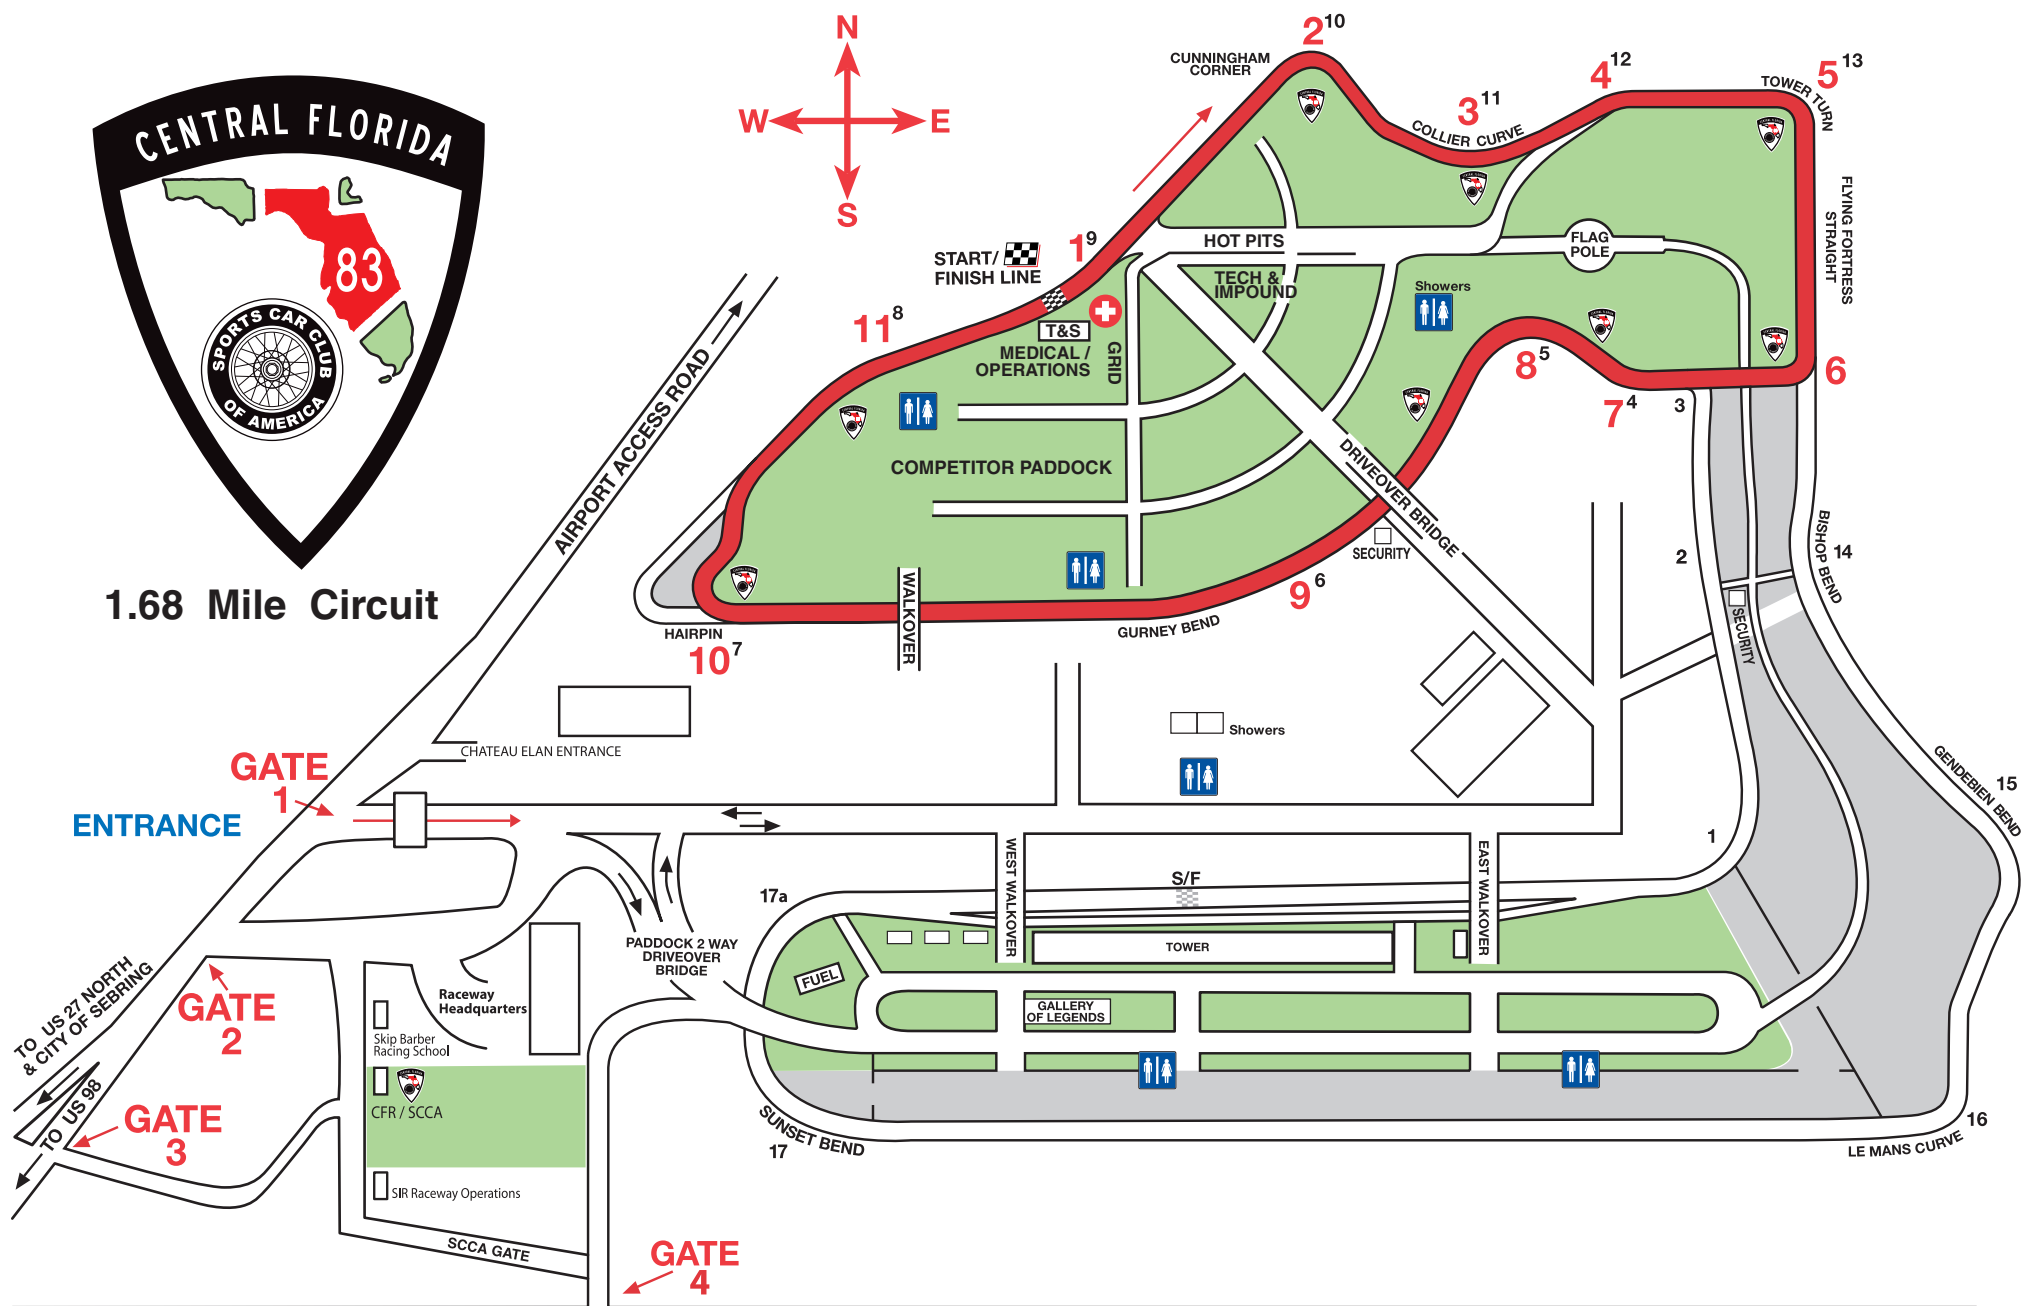 CENTRAL FLORIDA
83
SPORTS CAR CLUB
OF AMERICA
1.68 Mile Circuit
N
W
E
S
CUNNINGHAM
CORNER
2 10
3 11
COLLIER CURVE
4 12
5 13
TOWER TURN
FLYING FORTRESS
STRAIGHT
START/
FINISH LINE
1 9
HOT PITS
TECH &
IMPOUND
FLAG
POLE
Showers
11 8
T&S
MEDICAL /
OPERATIONS
GRID
8 5
6
7 4
3
AIRPORT ACCESS ROAD
COMPETITOR PADDOCK
DRIVEOVER BRIDGE
SECURITY
WALKOVER
9 6
GURNEY BEND
HAIRPIN
10 7
2
14
BISHOP BEND
SECURITY
CHATEAU ELAN ENTRANCE
Showers
GATE
1
ENTRANCE
GENDEBIEN BEND
15
1
WEST WALKOVER
EAST WALKOVER
S/F
17a
PADDOCK 2 WAY
DRIVEOVER
BRIDGE
TOWER
FUEL
GALLERY
OF LEGENDS
TO US 27 NORTH
& CITY OF SEBRING
GATE
2
Raceway
Headquarters
Skip Barber
Racing School
CFR / SCCA
TO US 98
GATE
3
SUNSET BEND
17
16
LE MANS CURVE
SIR Raceway Operations
SCCA GATE
GATE
4